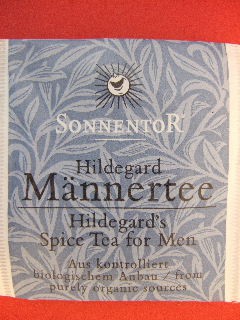 SONNENTOR
Hildegard
Männertee
Hildegard's
Spice Tea for Men
Aus kontrolliert
biologischem Anbau / from
purely organic sources